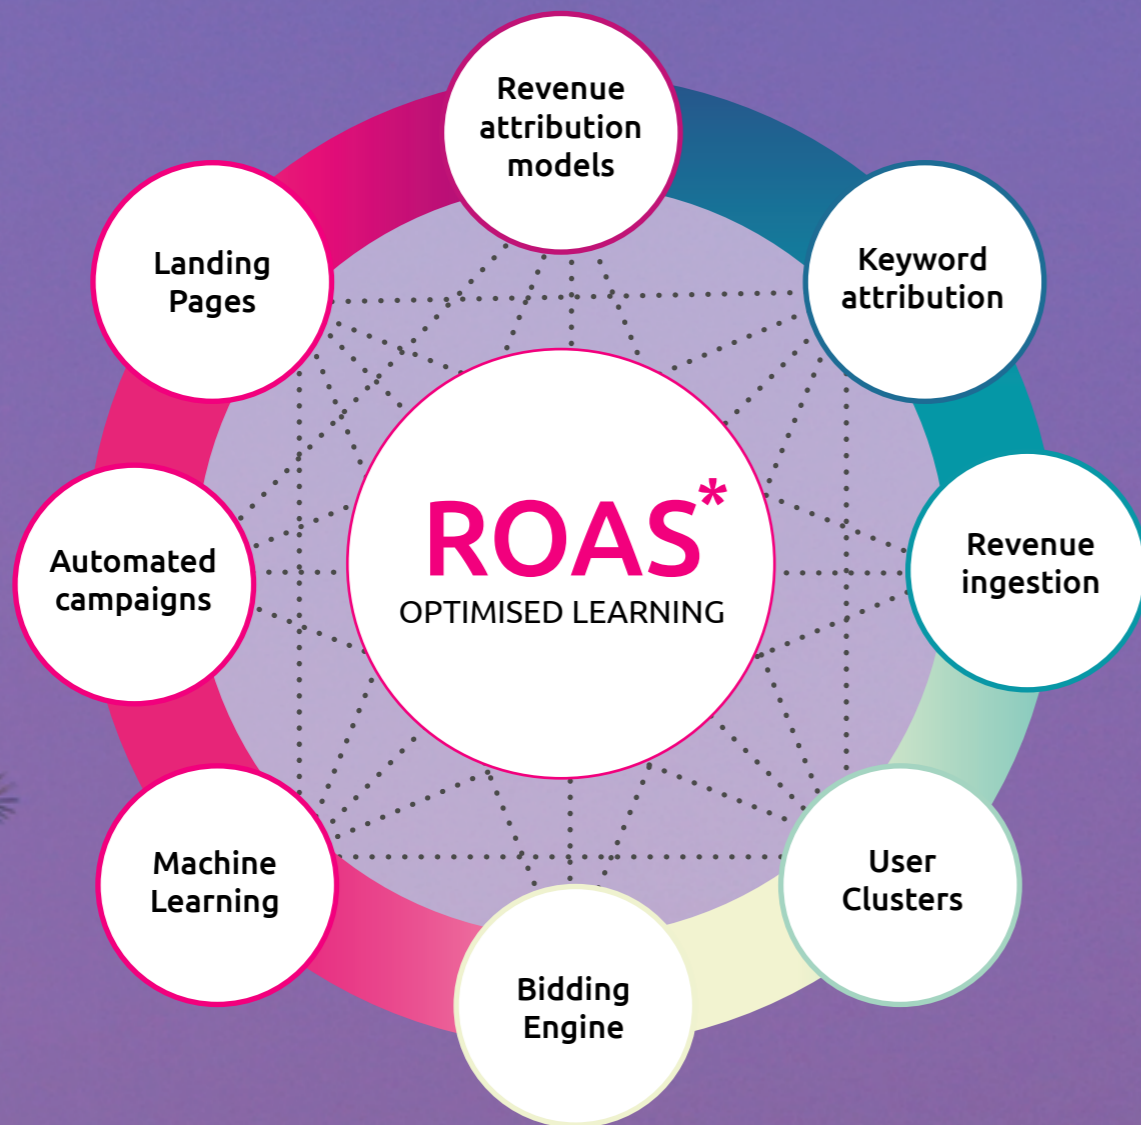 Revenue
attribution
models
Keyword
attribution
Revenue
ingestion
User
Clusters
Bidding
Engine
Machine
Learning
Automated
campaigns
Landing
Pages
ROAS*
OPTIMISED LEARNING